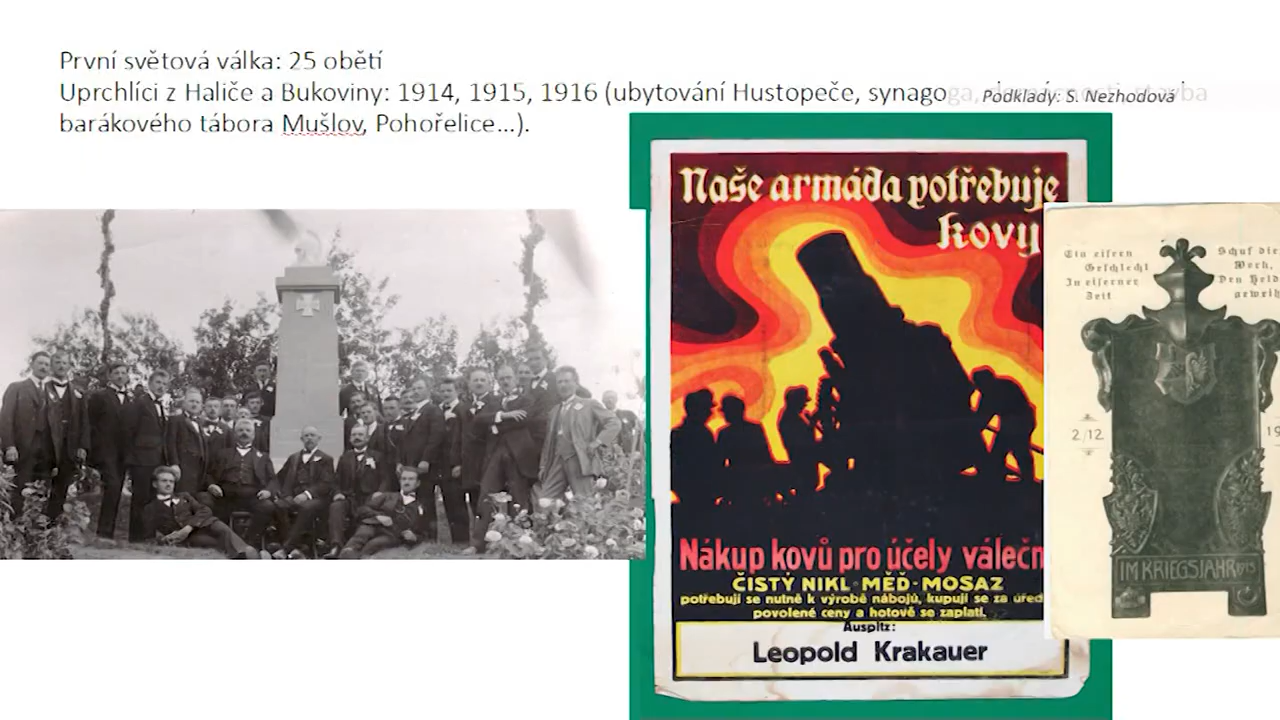 První světová válka: 25 obětí
Uprchlíci z Haliče a Bukoviny: 1914, 1915, 1916 (ubytování Hustopeče, synagoga,
Podklady: S. Nezhodová
barákového tábora Mušlov, Pohořelice...).
Naše armáda potřebuje
kovy
Nákup kovů pro účely válečn
ČISTÝ NIKL - MĚĎ - MOSAZ
potřebují se nutně k výrobě nábojů, kupují se za úřed
povolené ceny a hotově se zaplatí.
Auspitz:
Leopold Krakauer
Ein eisern
Geschlecht
In eiserner
Zeit
Schuf die
Werk,
Den Held
geweih
2/12
19
IM KRIEGSJAHR 1915